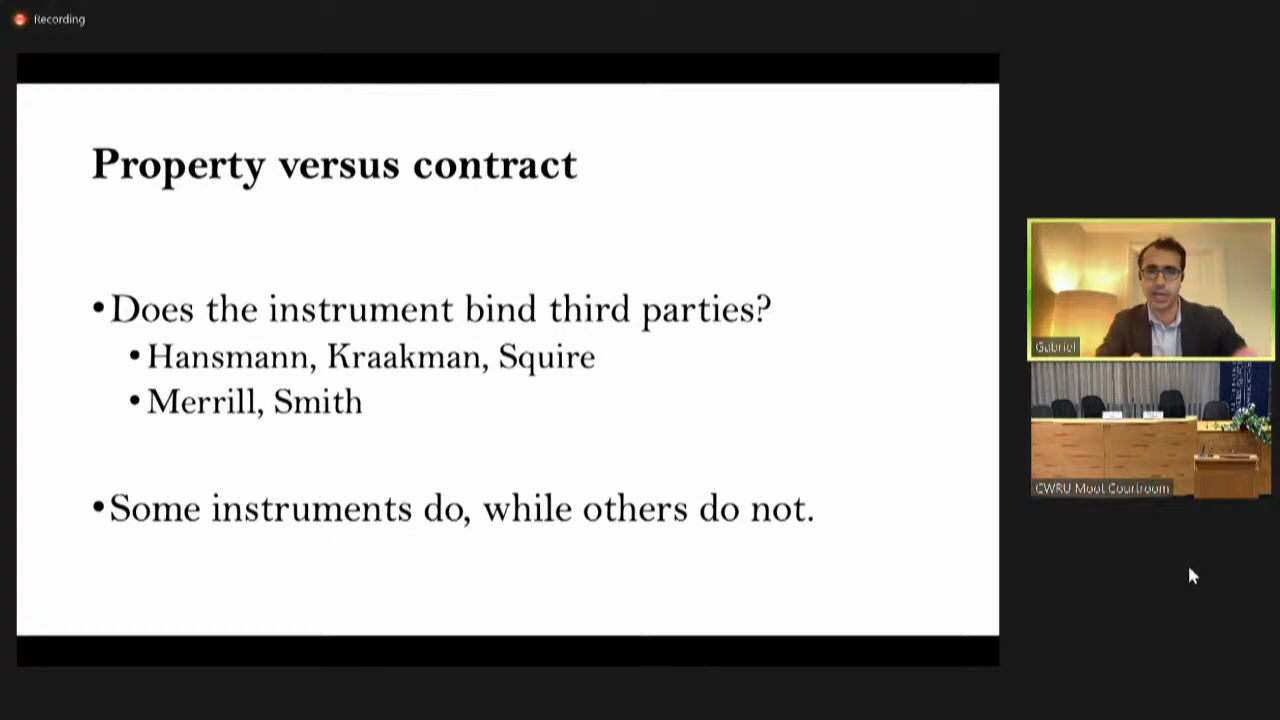 Recording
Property versus contract
•Does the instrument bind third parties?
•Hansmann, Kraakman, Squire
•Merrill, Smith
•Some instruments do, while others do not.
Gabriel
CWRU Moot Courtroom